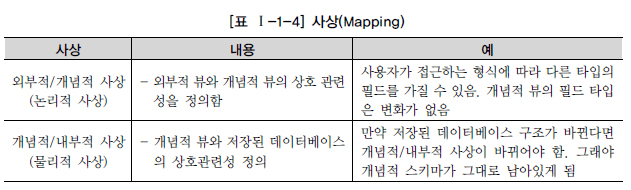 [표 Ⅰ-1-4] 사상(Mapping)
사상 내용 예
외부적/개념적 사상
(논리적 사상)
- 외부적 뷰와 개념적 뷰의 상호 관련
성을 정의함
사용자가 접근하는 형식에 따라 다른 타입의
필드를 가질 수 있음. 개념적 뷰의 필드 타입
은 변화가 없음
개념적/내부적 사상
(물리적 사상)
- 개념적 뷰와 저장된 데이터베이스
의 상호관련성 정의
만약 저장된 데이터베이스 구조가 바뀐다면
개념적/내부적 사상이 바뀌어야 함. 그래야
개념적 스키마가 그대로 남아있게 됨